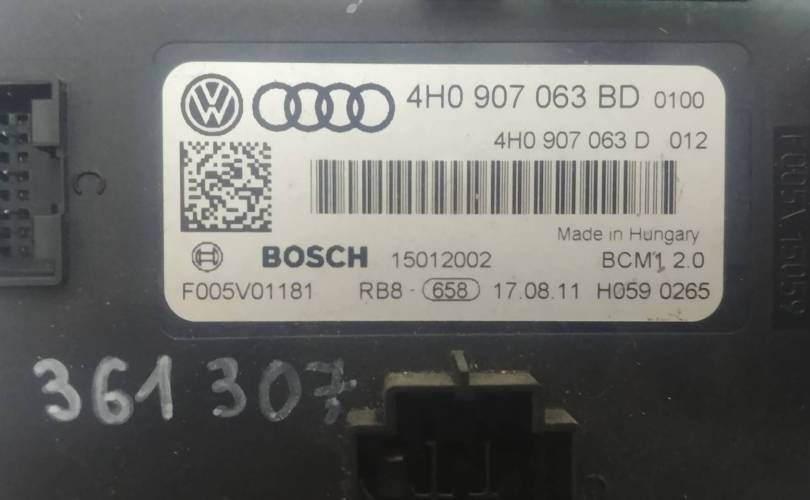 4H0 907 063 BD 0100
4H0 907 063 D 012
Made in Hungary
BOSCH 15012002 BCM1 2.0
F005V01181 RB8 - 658 17.08.11 H059 0265
361307
C